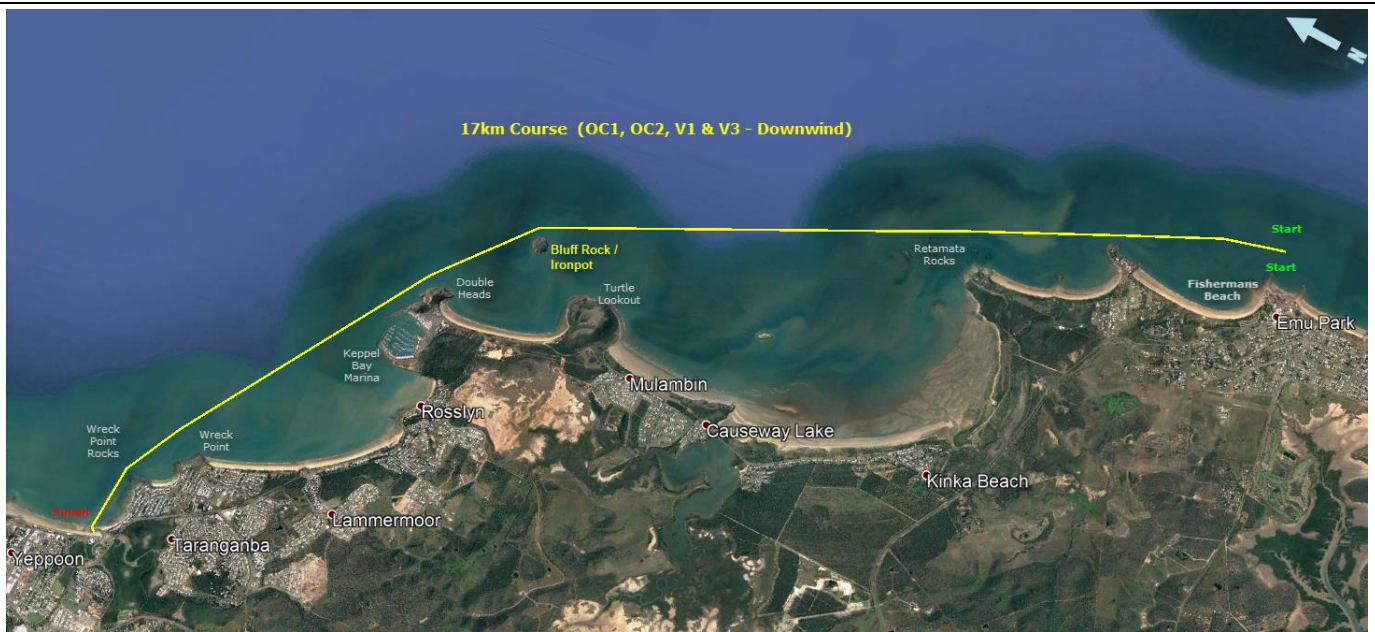 N
17km Course  (OC1, OC2, V1 & V3 - Downwind)
Start
Bluff Rock /
Ironpot
Retamata
Rocks
Start
Double
Heads
Turtle
Lookout
Fishermans
Beach
Emu Park
Keppel
Bay
Marina
Mulambin
Rosslyn
Causeway Lake
Wreck
Point
Rocks
Wreck
Point
Kinka Beach
Finish
Lammermoor
Taranganba
Yeppoon